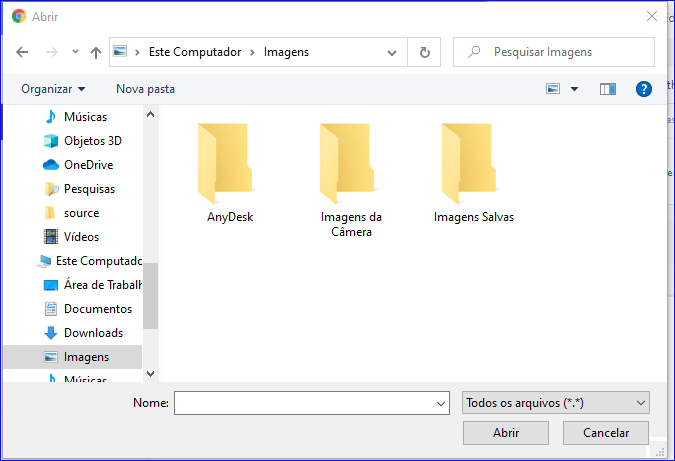 Abrir
Este Computador > Imagens
Pesquisar Imagens
Organizar
Nova pasta
Músicas
Objetos 3D
OneDrive
Pesquisas
source
Vídeos
Este Computado
Área de Trabalh
Documentos
Downloads
Imagens
Músicas
AnyDesk
Imagens da
Câmera
Imagens Salvas
Nome:
Todos os arquivos (*.*)
Abrir
Cancelar